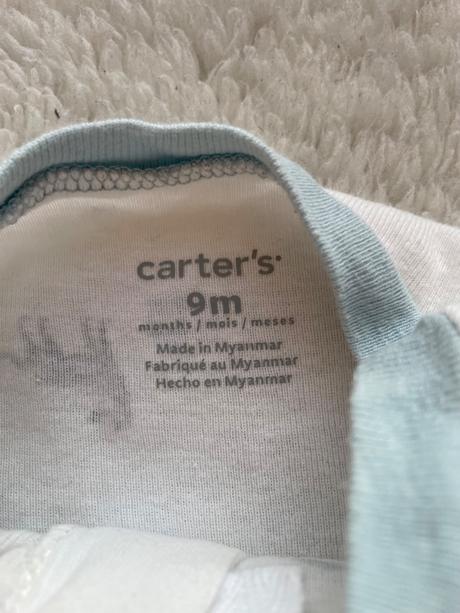 carter's
9m
months / mois / meses
Made in Myanmar
Fabriqué au Myanmar
Hecho en Myanmar